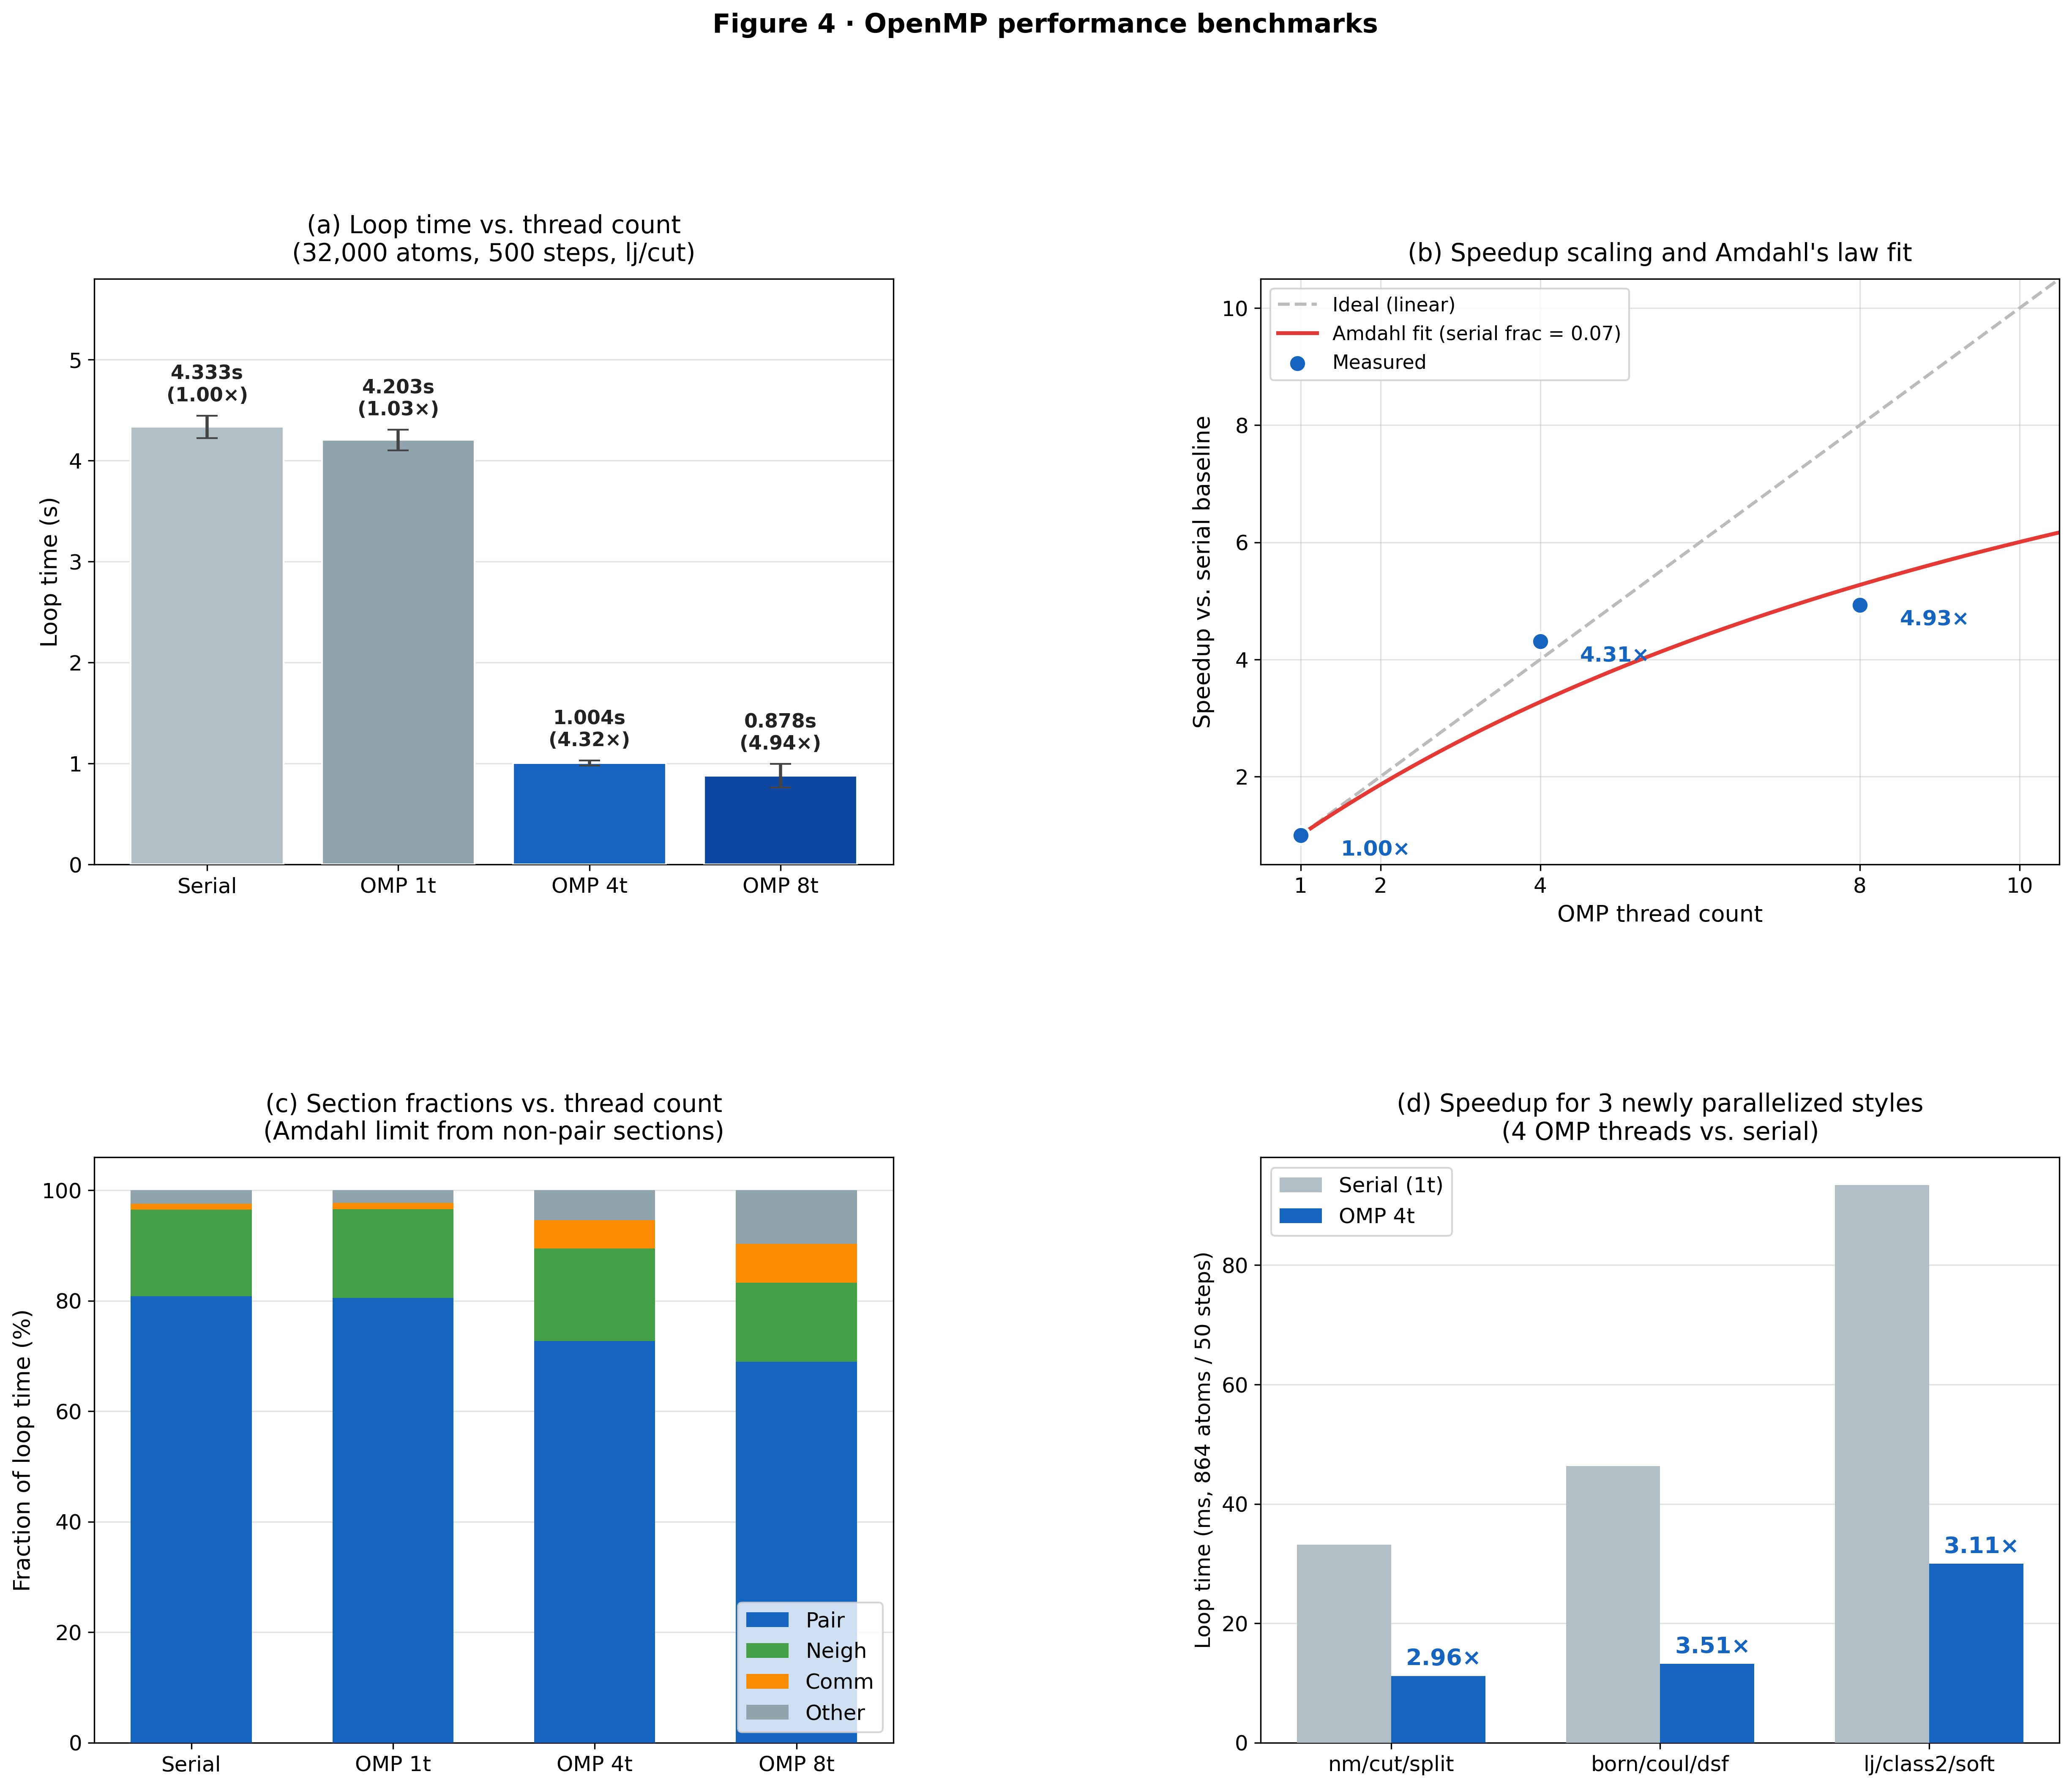 Figure 4 · OpenMP performance benchmarks
(a) Loop time vs. thread count
(32,000 atoms, 500 steps, lj/cut)
Loop time (s)
5
4
3
2
1
0
4.333s
(1.00×)
4.203s
(1.03×)
1.004s
(4.32×)
0.878s
(4.94×)
Serial
OMP 1t
OMP 4t
OMP 8t
(b) Speedup scaling and Amdahl's law fit
Speedup vs. serial baseline
10
8
6
4
2
Ideal (linear)
Amdahl fit (serial frac = 0.07)
Measured
1.00×
4.31×
4.93×
1
2
4
8
10
OMP thread count
(c) Section fractions vs. thread count
(Amdahl limit from non-pair sections)
Fraction of loop time (%)
100
80
60
40
20
0
Pair
Neigh
Comm
Other
Serial
OMP 1t
OMP 4t
OMP 8t
(d) Speedup for 3 newly parallelized styles
(4 OMP threads vs. serial)
Loop time (ms, 864 atoms / 50 steps)
80
60
40
20
0
Serial (1t)
OMP 4t
2.96×
3.51×
3.11×
nm/cut/split
born/coul/dsf
lj/class2/soft